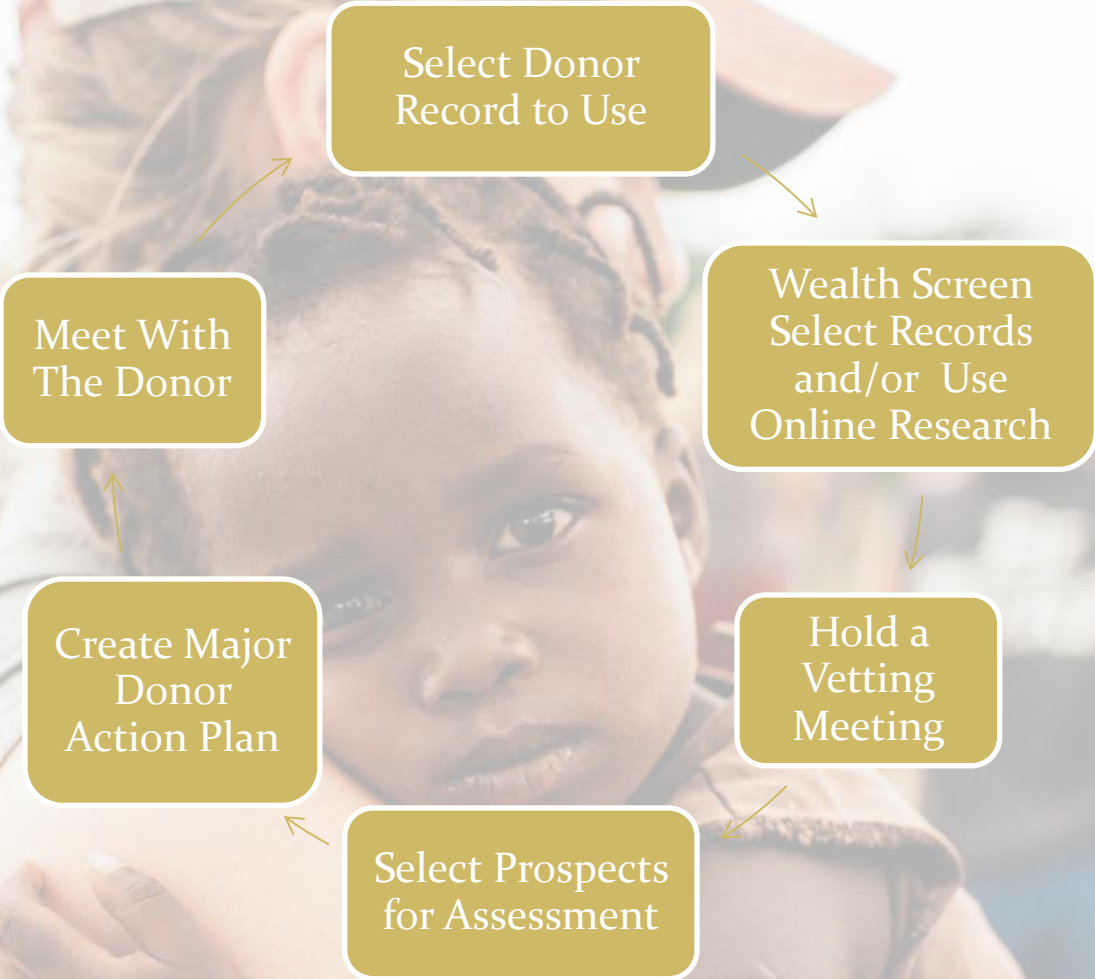 Select Donor
Record to Use
Wealth Screen
Select Records
and/or Use
Online Research
Hold a
Vetting
Meeting
Select Prospects
for Assessment
Create Major
Donor
Action Plan
Meet With
The Donor